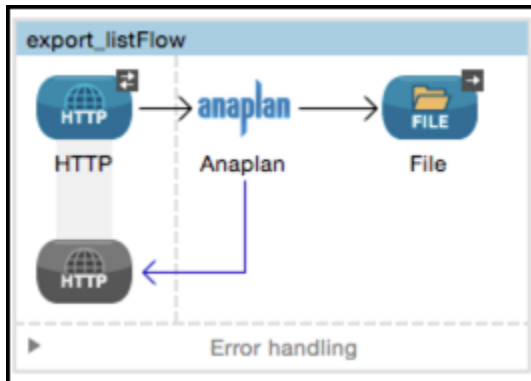 export_listFlow
HTTP
anaplan
FILE
HTTP
Anaplan
File
HTTP
Error handling